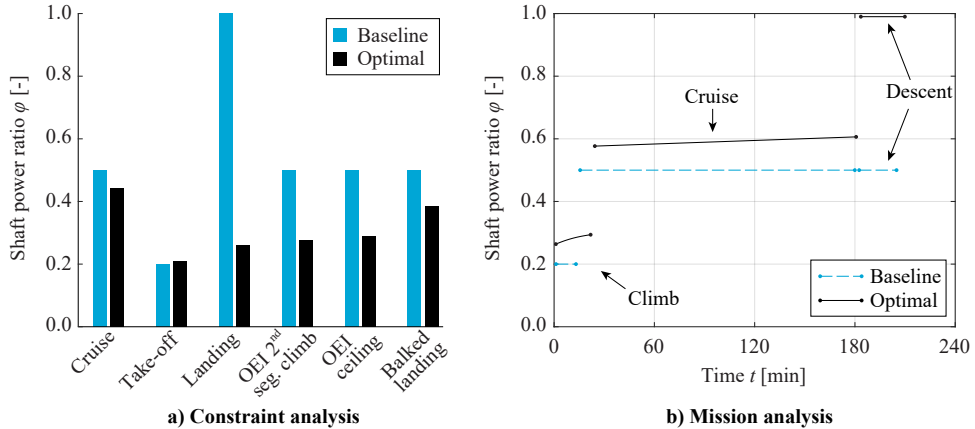 Shaft power ratio φ [-]
1.0
0.8
0.6
0.4
0.2
0.0
Baseline
Optimal
Cruise
Take-off
Landing
OEI 2nd
seg. climb
OEI
ceiling
Balked
landing
a) Constraint analysis
Shaft power ratio φ [-]
1.0
0.8
0.6
0.4
0.2
0.0
Descent
Cruise
Climb
Baseline
Optimal
0 60 120 180 240
Time t [min]
b) Mission analysis